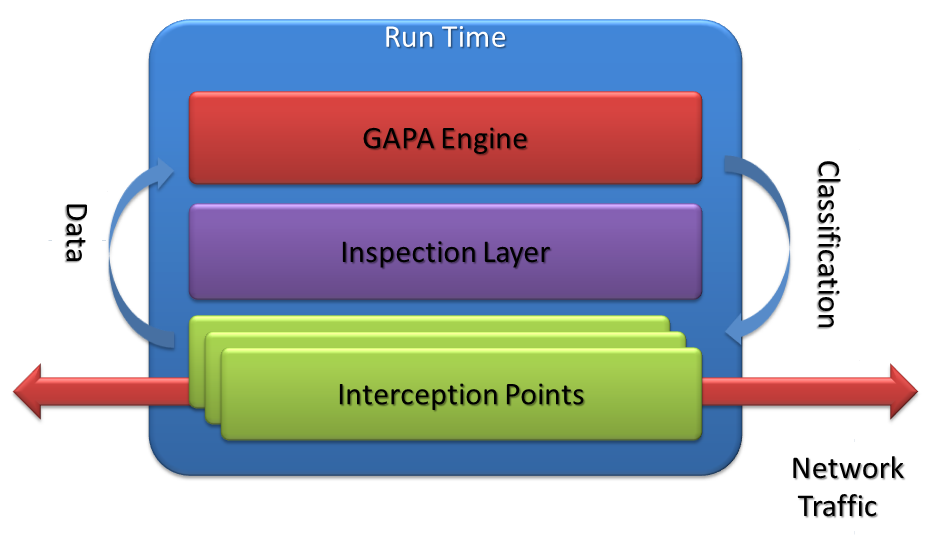 Run Time
GAPA Engine
Data
Classification
Inspection Layer
Interception Points
Network
Traffic